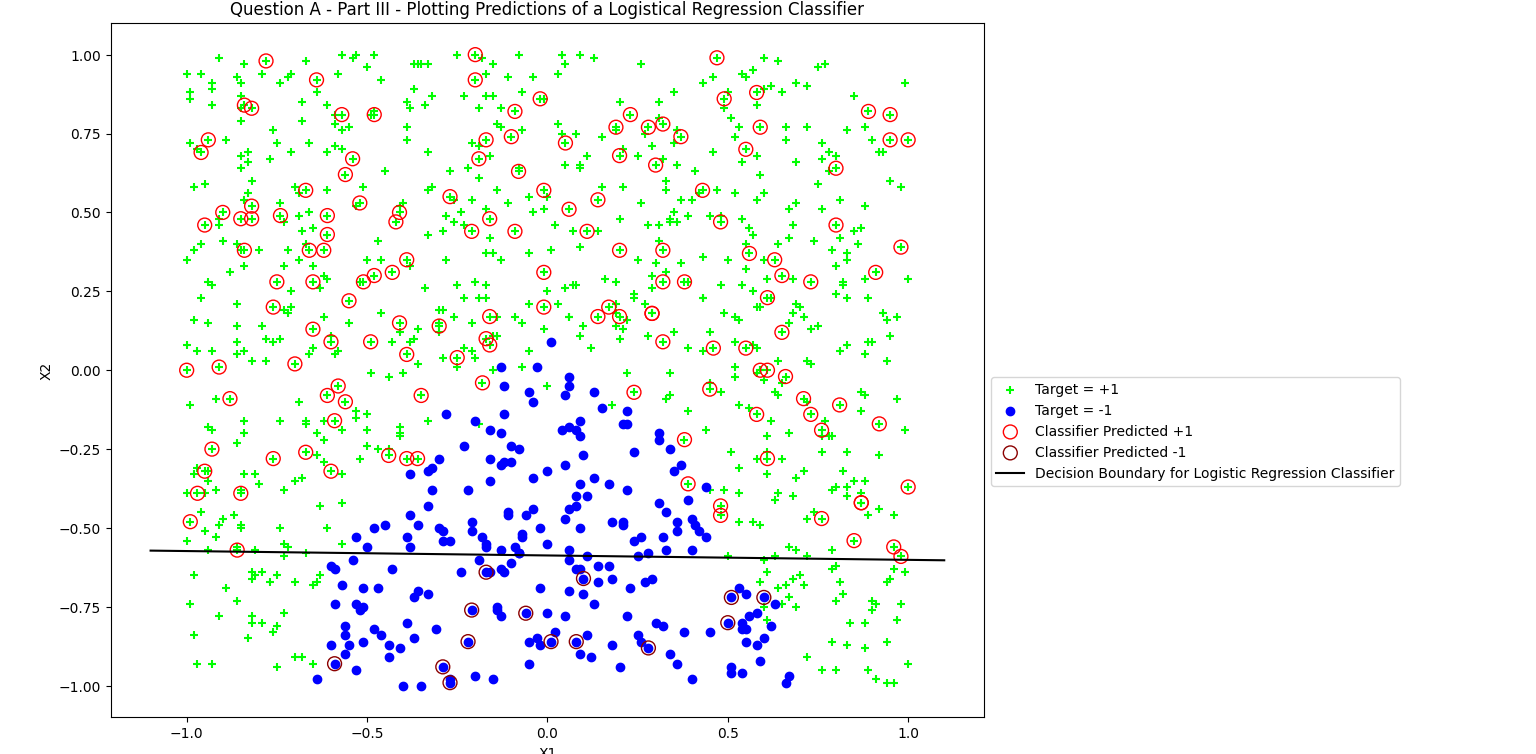 Question A - Part III - Plotting Predictions of a Logistical Regression Classifier
1.00
0.75
0.50
0.25
0.00
−0.25
−0.50
−0.75
−1.00
X2
−1.0
−0.5
0.0
0.5
1.0
X1
Target = +1
Target = -1
Classifier Predicted +1
Classifier Predicted -1
Decision Boundary for Logistic Regression Classifier